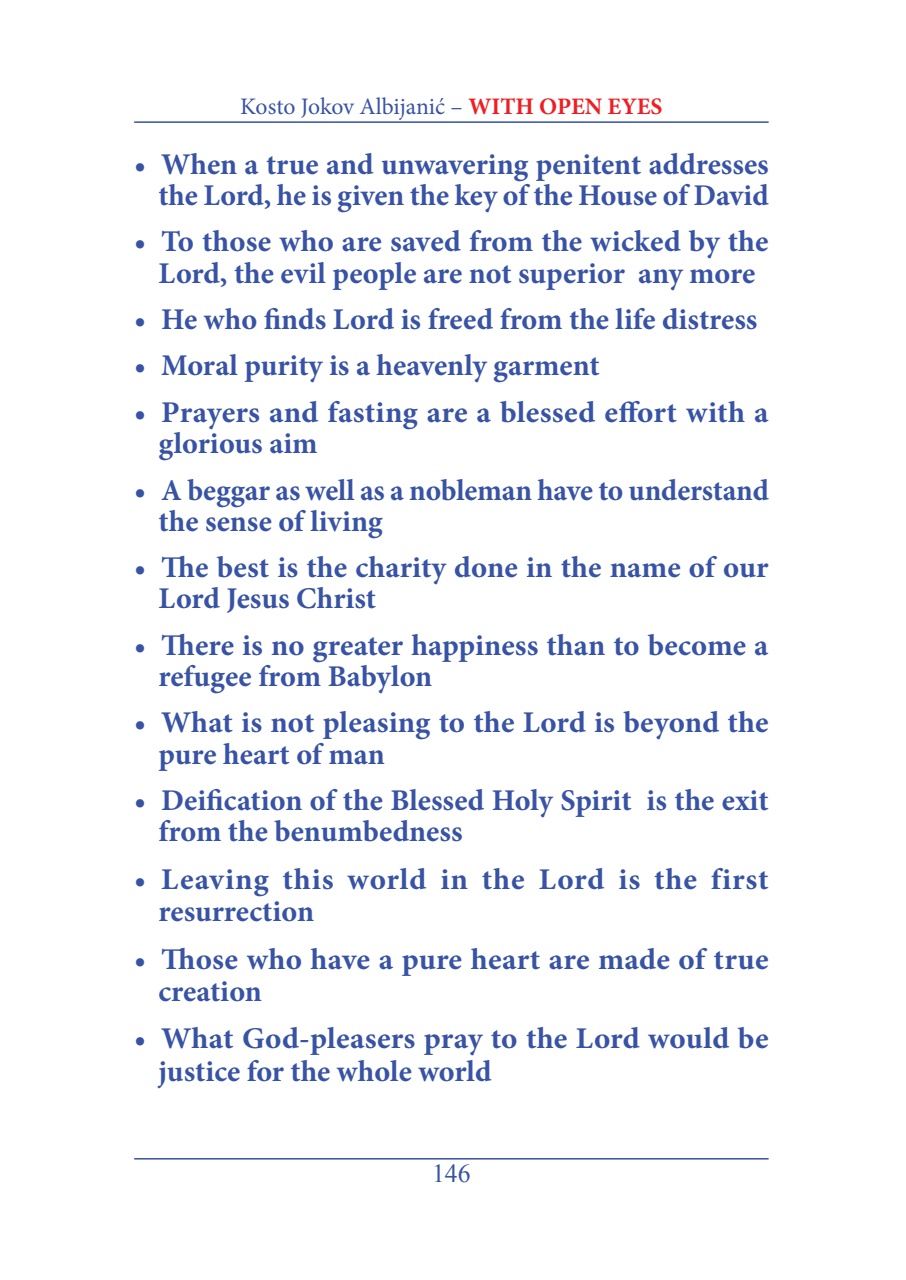 Kosto Jokov Albijanić – WITH OPEN EYES
• When a true and unwavering penitent addresses
the Lord, he is given the key of the House of David
• To those who are saved from the wicked by the
Lord, the evil people are not superior  any more
• He who finds Lord is freed from the life distress
• Moral purity is a heavenly garment
• Prayers and fasting are a blessed effort with a
glorious aim
• A beggar as well as a nobleman have to understand
the sense of living
• The best is the charity done in the name of our
Lord Jesus Christ
• There is no greater happiness than to become a
refugee from Babylon
• What is not pleasing to the Lord is beyond the
pure heart of man
• Deification of the Blessed Holy Spirit  is the exit
from the benumbedness
• Leaving this world in the Lord is the first
resurrection
• Those who have a pure heart are made of true
creation
• What God-pleasers pray to the Lord would be
justice for the whole world
146